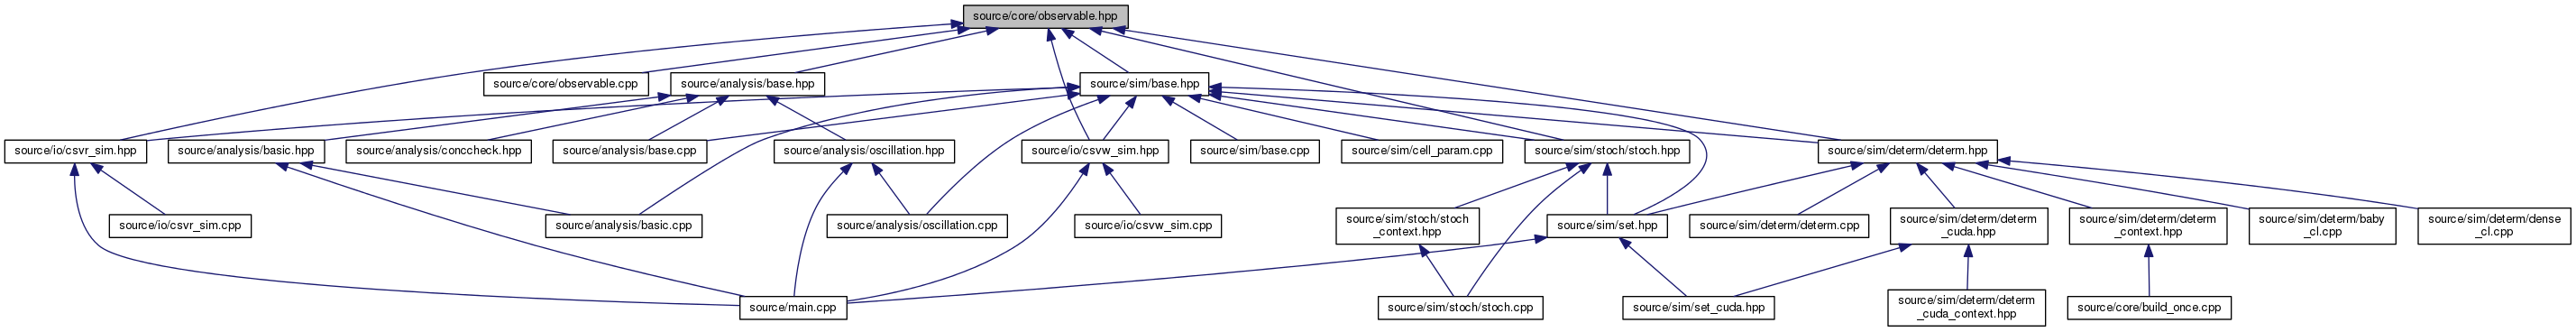 source/core/observable.hpp
source/core/observable.cpp
source/analysis/base.hpp
source/sim/base.hpp
source/io/csvr_sim.hpp
source/analysis/basic.hpp
source/analysis/conccheck.hpp
source/analysis/base.cpp
source/analysis/oscillation.hpp
source/io/csvw_sim.hpp
source/sim/base.cpp
source/sim/cell_param.cpp
source/sim/stoch/stoch.hpp
source/sim/determ/determ.hpp
source/io/csvr_sim.cpp
source/analysis/basic.cpp
source/analysis/oscillation.cpp
source/io/csvw_sim.cpp
source/sim/stoch/stoch
_context.hpp
source/sim/set.hpp
source/sim/determ/determ.cpp
source/sim/determ/determ
_cuda.hpp
source/sim/determ/determ
_context.hpp
source/sim/determ/baby
_cl.cpp
source/sim/determ/dense
_cl.cpp
source/main.cpp
source/sim/stoch/stoch.cpp
source/sim/set_cuda.hpp
source/sim/determ/determ
_cuda_context.hpp
source/core/build_once.cpp